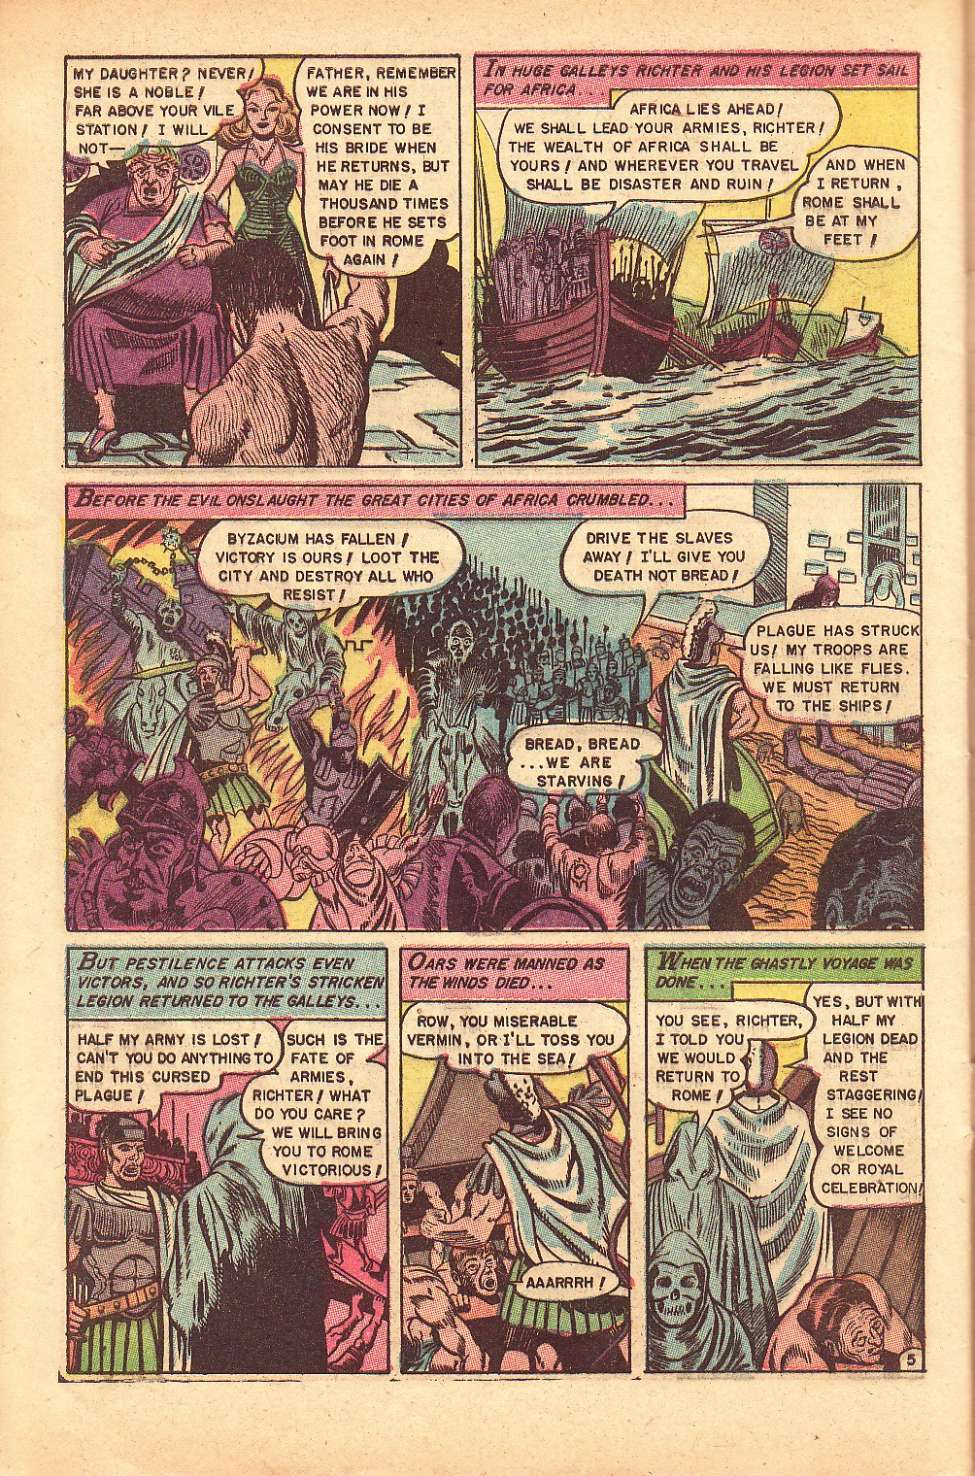 MY DAUGHTER? NEVER!
SHE IS A NOBLE!
FAR ABOVE YOUR VILE
STATION! I WILL
NOT—
FATHER, REMEMBER
WE ARE IN HIS
POWER NOW! I
CONSENT TO BE
HIS BRIDE WHEN
HE RETURNS, BUT
MAY HE DIE A
THOUSAND TIMES
BEFORE HE SETS
FOOT IN ROME
AGAIN!
IN HUGE GALLEYS RICHTER AND HIS LEGION SET SAIL
FOR AFRICA...
AFRICA LIES AHEAD!
WE SHALL LEAD YOUR ARMIES, RICHTER!
THE WEALTH OF AFRICA SHALL BE
YOURS! AND WHEREVER YOU TRAVEL
SHALL BE DISASTER AND RUIN!
AND WHEN
I RETURN,
ROME SHALL
BE AT MY
FEET!
BEFORE THE EVIL ONSLAUGHT THE GREAT CITIES OF AFRICA CRUMBLED...
BYZACIUM HAS FALLEN!
VICTORY IS OURS! LOOT THE
CITY AND DESTROY ALL WHO
RESIST!
DRIVE THE SLAVES
AWAY! I'LL GIVE YOU
DEATH NOT BREAD!
BREAD, BREAD
...WE ARE
STARVING!
PLAGUE HAS STRUCK
US! MY TROOPS ARE
FALLING LIKE FLIES.
WE MUST RETURN
TO THE SHIPS!
BUT PESTILENCE ATTACKS EVEN
VICTORS, AND SO RICHTER'S STRICKEN
LEGION RETURNED TO THE GALLEYS...
HALF MY ARMY IS LOST!
CAN'T YOU DO ANYTHING TO
END THIS CURSED
PLAGUE!
SUCH IS THE
FATE OF
ARMIES,
RICHTER! WHAT
DO YOU CARE?
WE WILL BRING
YOU TO ROME
VICTORIOUS!
OARS WERE MANNED AS
THE WINDS DIED...
ROW, YOU MISERABLE
VERMIN, OR I'LL TOSS YOU
INTO THE SEA!
AAARRRH!
WHEN THE GHASTLY VOYAGE WAS
DONE...
YOU SEE, RICHTER,
I TOLD YOU
WE WOULD
RETURN TO
ROME!
YES, BUT WITH
HALF MY
LEGION DEAD
AND THE
REST
STAGGERING!
I SEE NO
SIGNS OF
WELCOME
OR ROYAL
CELEBRATION!
5